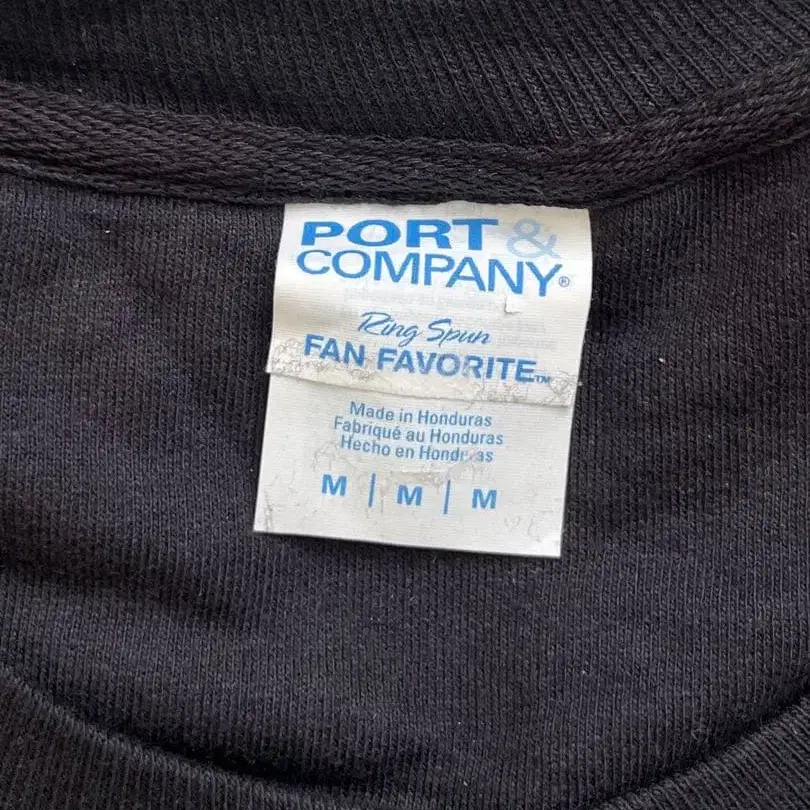 PORT &
COMPANY®
Ring Spun
FAN FAVORITE™
Made in Honduras
Fabriqué au Honduras
Hecho en Honduras
M | M | M